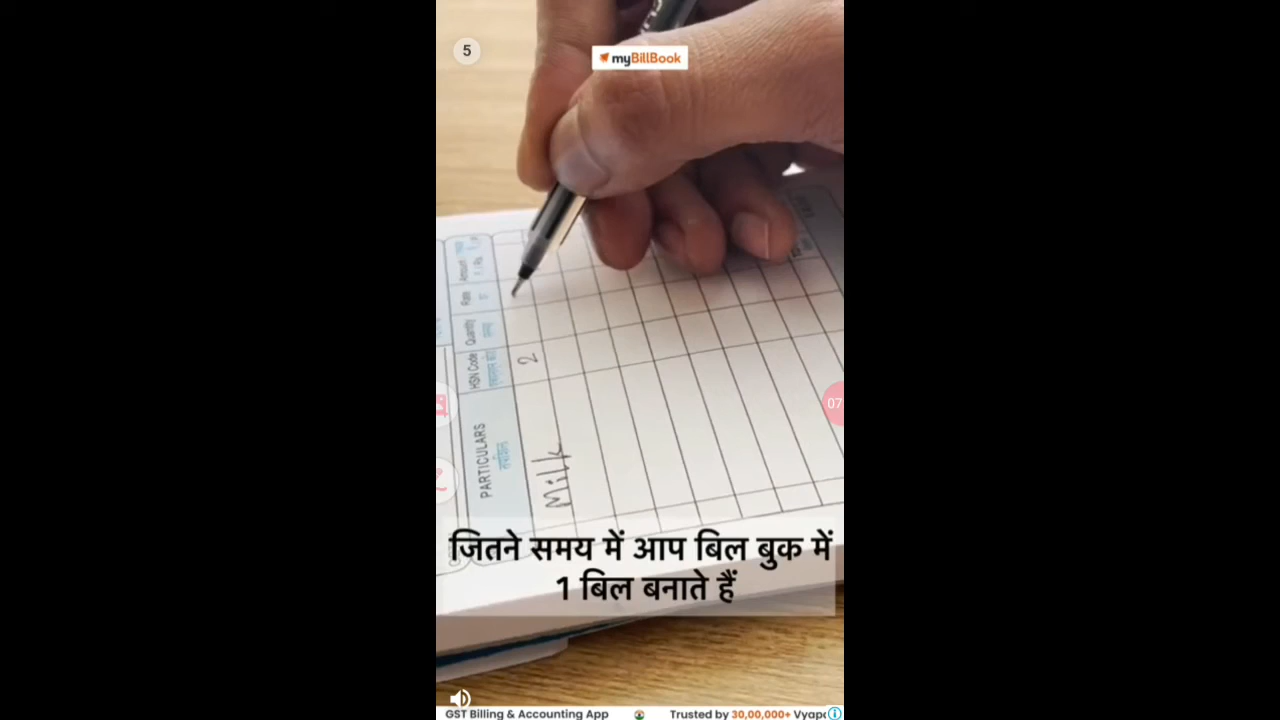 5
myBillBook
Amount
Rate
Quantity
HSN Code
PARTICULARS
2
Milk
07
जितने समय में आप बिल बुक में
1 बिल बनाते हैं
GST Billing & Accounting App
Trusted by 30,00,000+